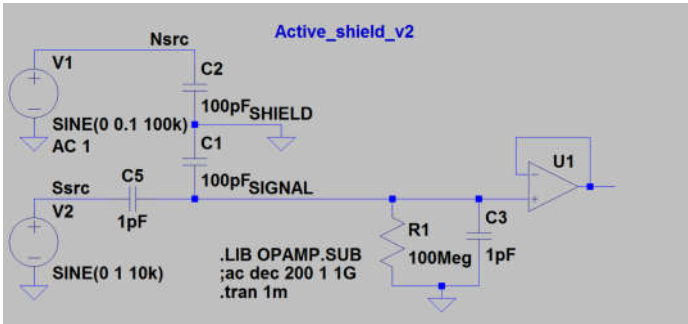 Active_shield_v2
Nsrc
V1
C2
100pF
SHIELD
SINE(0 0.1 100k)
AC 1
C1
100pF
SIGNAL
U1
Ssrc
C5
V2
1pF
R1
C3
100Meg
1pF
.LIB OPAMP.SUB
;ac dec 200 1 1G
.tran 1m
SINE(0 1 10k)